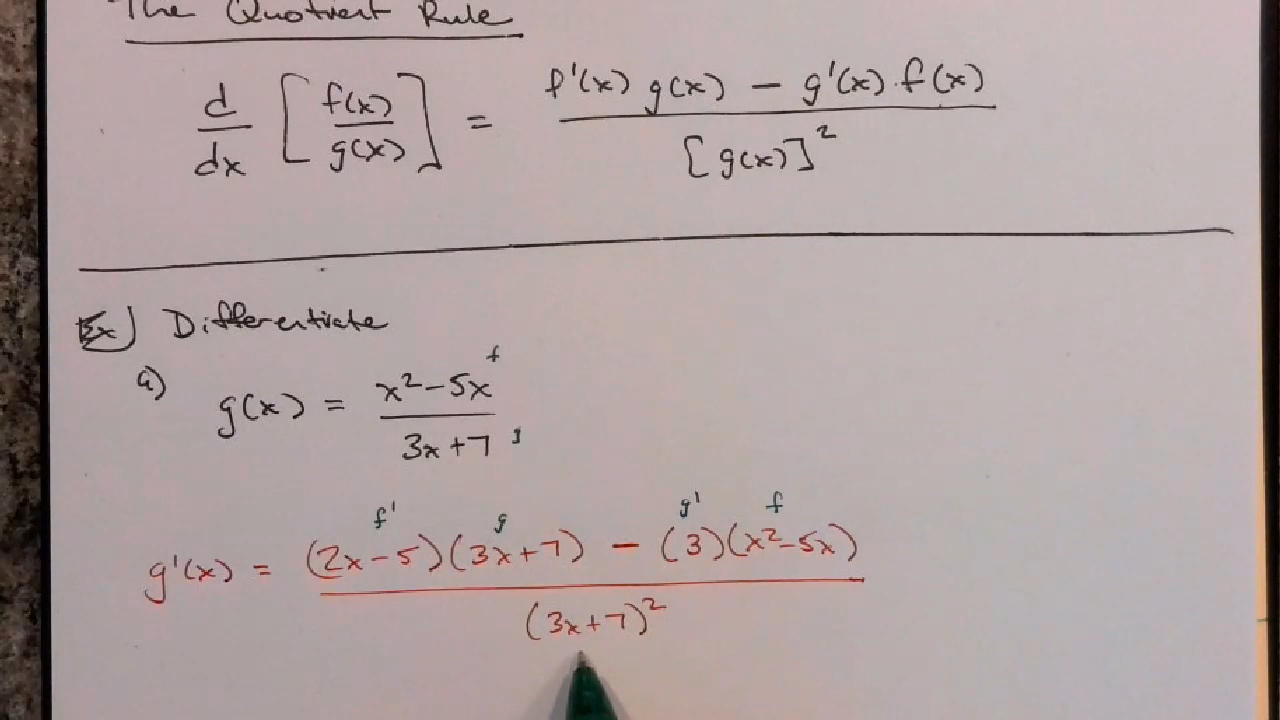 The Quotient Rule
d/dx [f(x)/g(x)] = f'(x) g(x) - g'(x) · f(x) / [g(x)]²
Ex) Differentiate
a) g(x) = x² - 5x / 3x + 7
f
g
f' g g' f
g'(x) = (2x - 5)(3x + 7) - (3)(x² - 5x) / (3x + 7)²